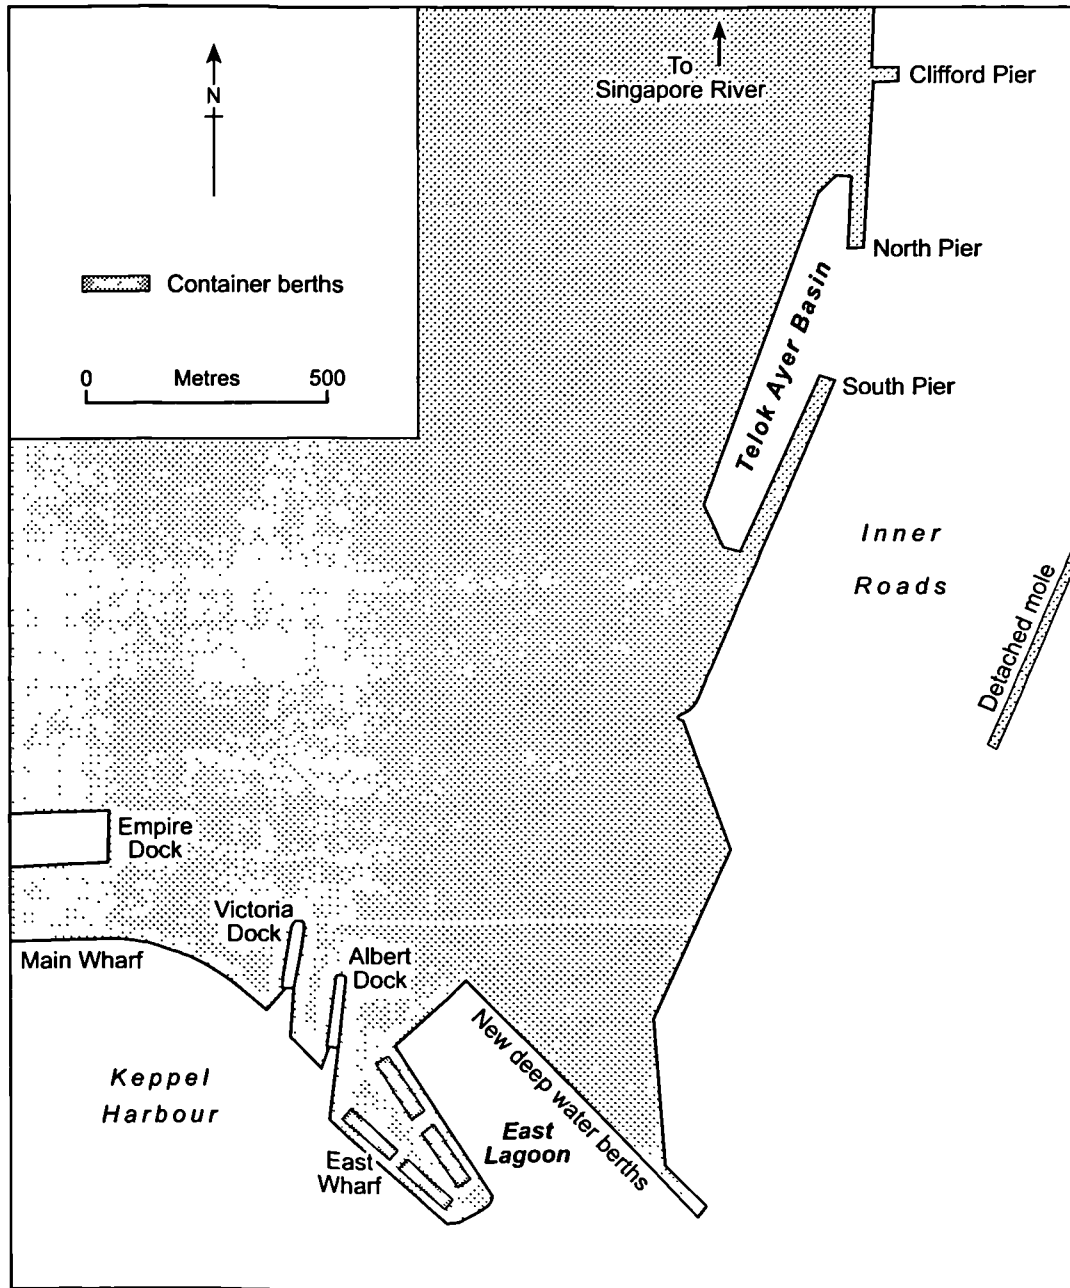 To
Singapore River
Clifford Pier
N
North Pier
Container berths
Telok Ayer Basin
0 Metres 500
South Pier
Inner
Roads
Detached mole
Empire
Dock
Victoria
Dock
Albert
Dock
Main Wharf
New deep water berths
Keppel
Harbour
East
Lagoon
East
Wharf